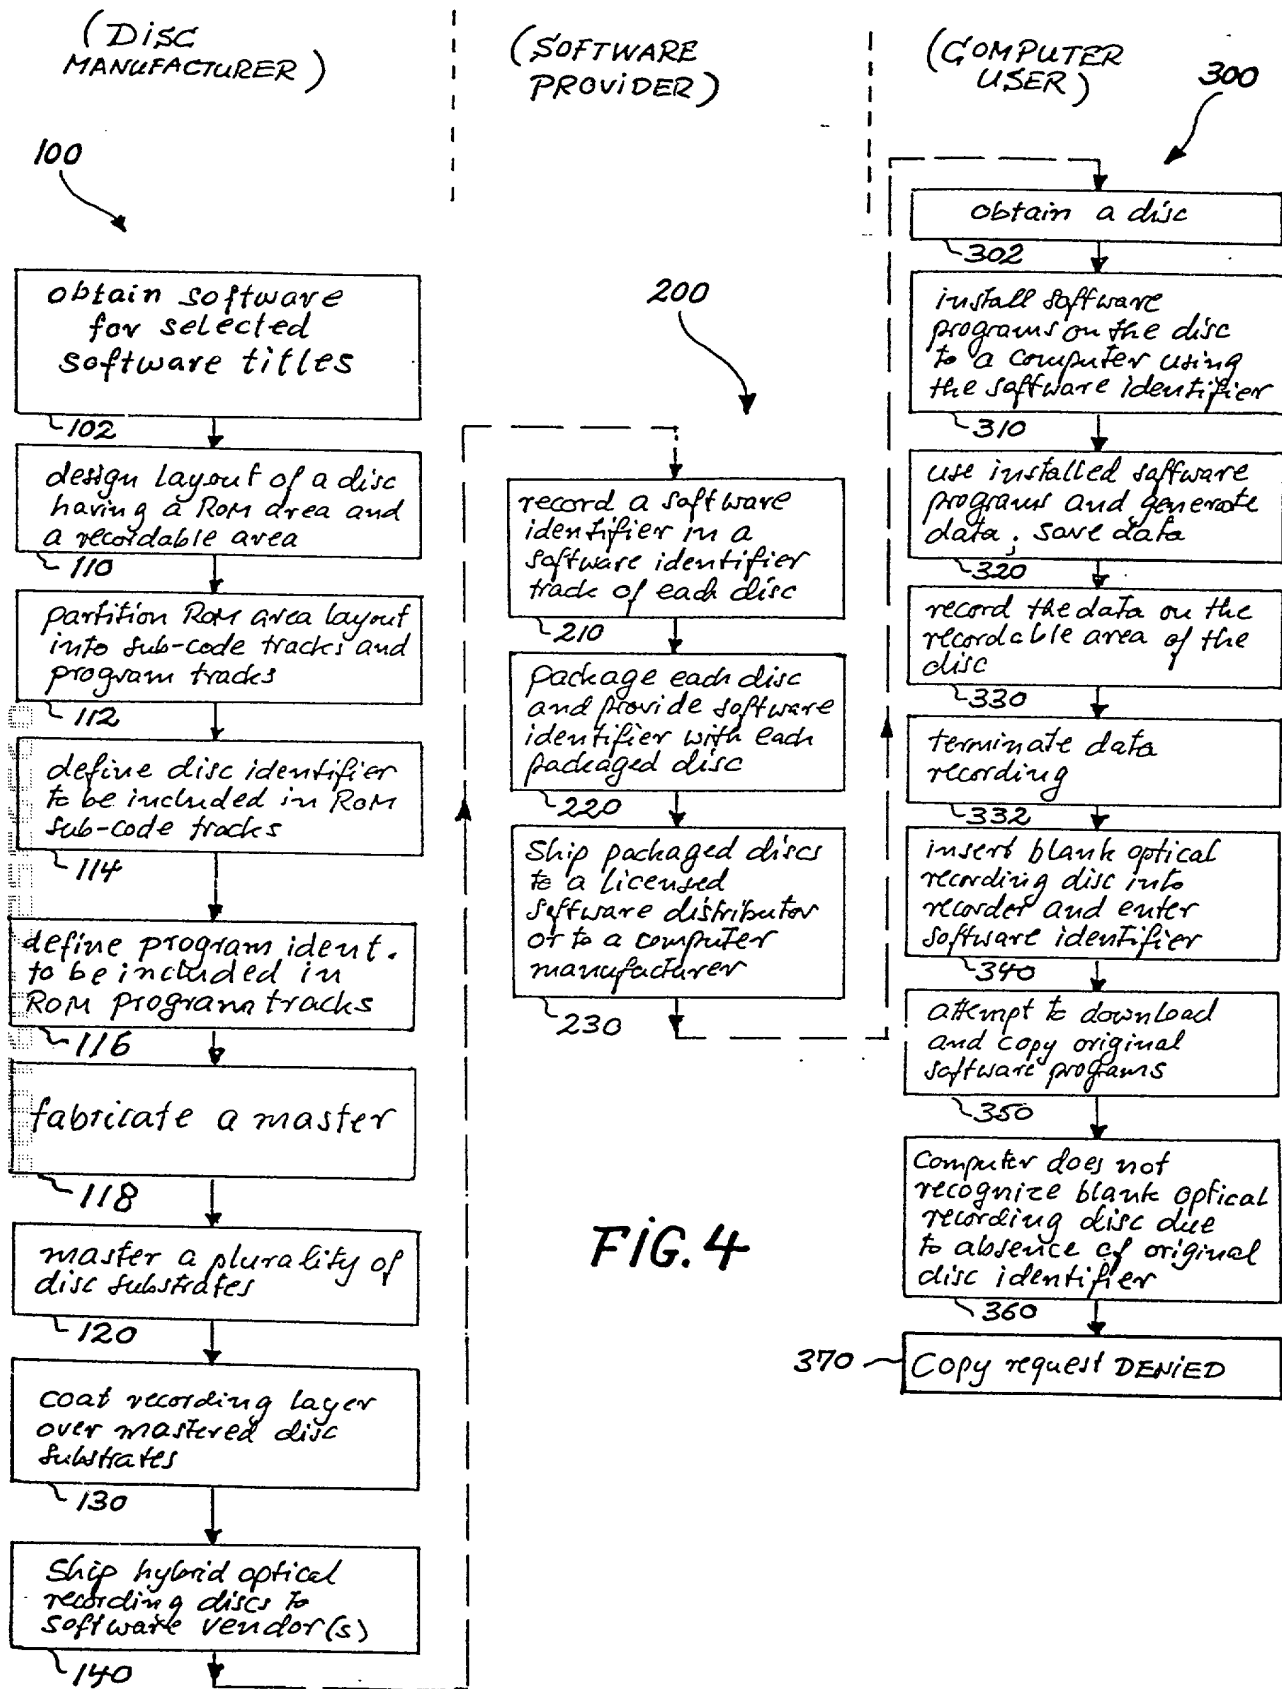 (DISC
MANUFACTURER)
100
obtain software
for selected
software titles
102
design layout of a disc
having a ROM area and
a recordable area
110
partition ROM area layout
into sub-code tracks and
program tracks
112
define disc identifier
to be included in ROM
sub-code tracks
114
define program ident.
to be included in
ROM program tracks
116
fabricate a master
118
master a plurality of
disc substrates
120
coat recording layer
over mastered disc
substrates
130
Ship hybrid optical
recording discs to
software vendor(s)
140
(SOFTWARE
PROVIDER)
200
record a software
identifier in a
software identifier
track of each disc
210
package each disc
and provide software
identifier with each
packaged disc
220
Ship packaged discs
to a licensed
software distributor
or to a computer
manufacturer
230
(COMPUTER
USER)
300
obtain a disc
302
install software
programs on the disc
to a computer using
the software identifier
310
use installed software
programs and generate
data; save data
320
record the data on the
recordable area of the
disc
330
terminate data
recording
332
insert blank optical
recording disc into
recorder and enter
software identifier
340
attempt to download
and copy original
software programs
350
Computer does not
recognize blank optical
recording disc due
to absence of original
disc identifier
360
370
Copy request DENIED
FIG. 4